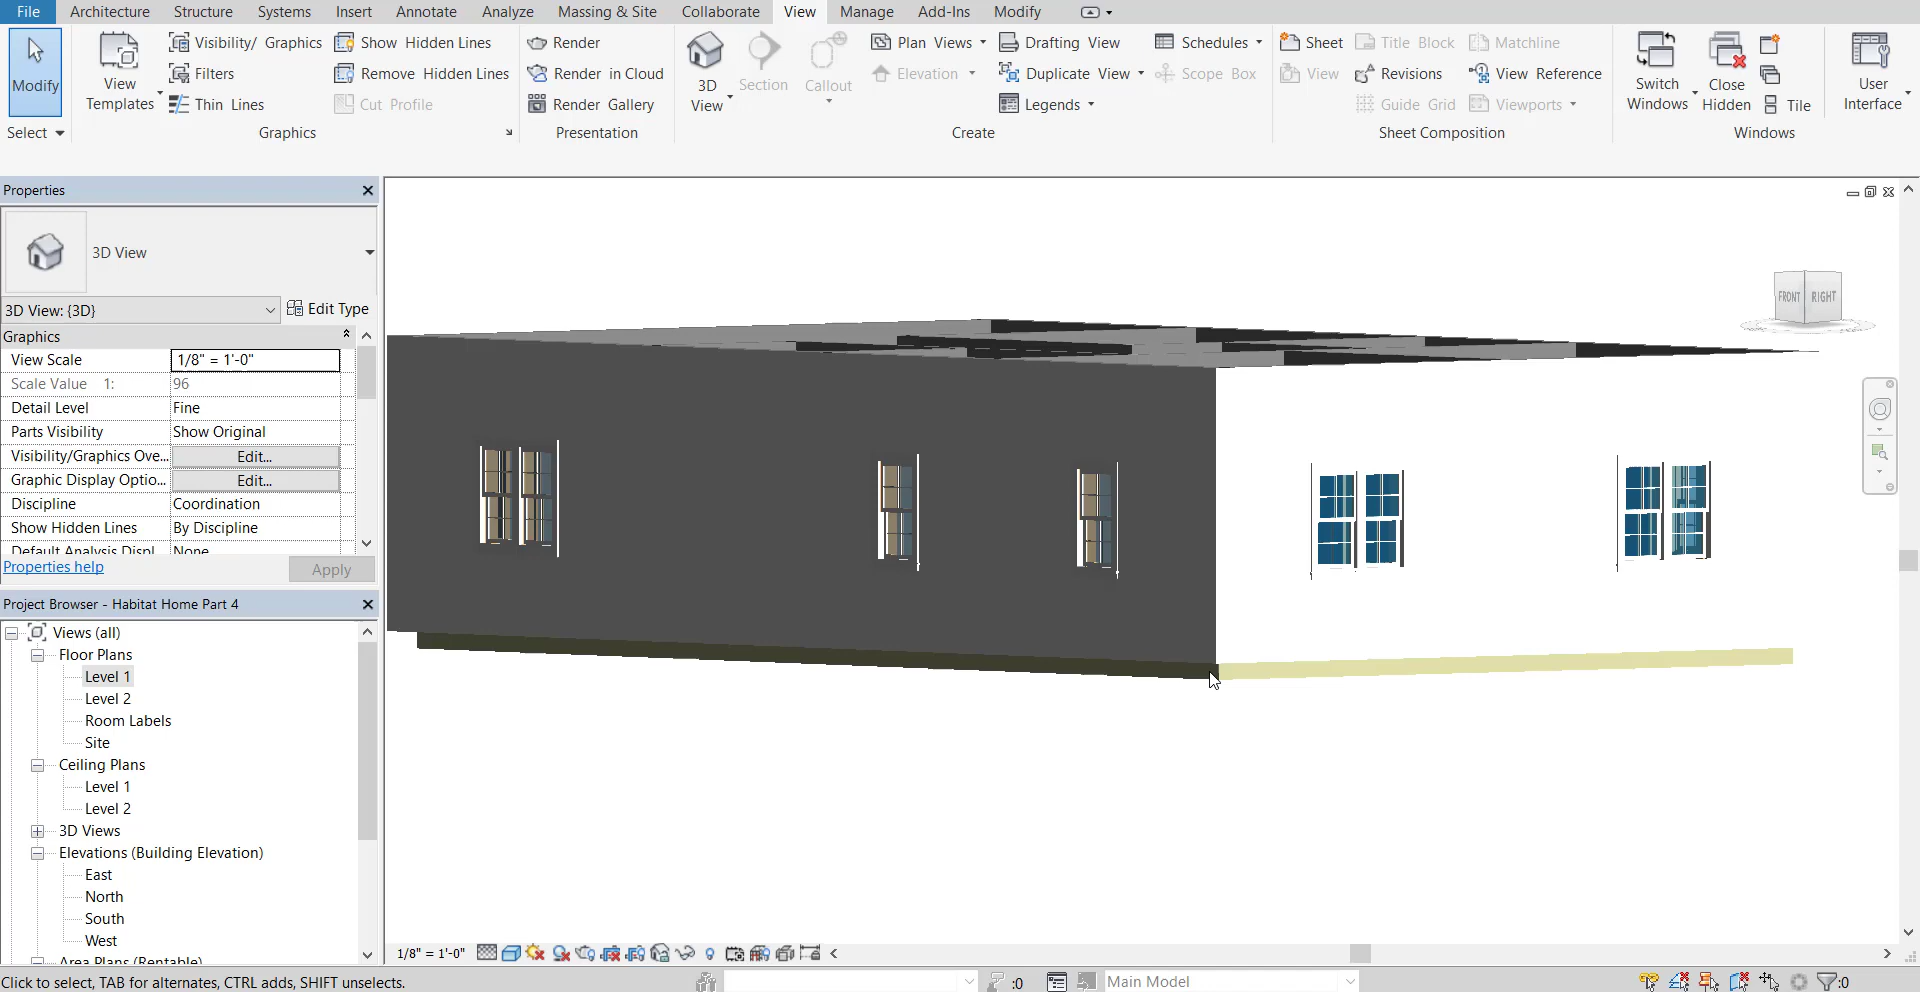 File Architecture Structure Systems Insert Annotate Analyze Massing & Site Collaborate View Manage Add-Ins Modify
Modify
Select
View
Templates
Visibility/ Graphics
Filters
Thin Lines
Show Hidden Lines
Remove Hidden Lines
Cut Profile
Graphics
Render
Render in Cloud
Render Gallery
Presentation
3D
View
Section
Callout
Plan Views
Elevation
Drafting View
Duplicate View
Legends
Schedules
Scope Box
Create
Sheet
View
Title Block
Revisions
Guide Grid
Matchline
View Reference
Viewports
Sheet Composition
Switch
Windows
Close
Hidden
Tile
Windows
User
Interface
Properties
3D View
3D View: {3D}
Edit Type
Graphics
View Scale 1/8" = 1'-0"
Scale Value 1: 96
Detail Level Fine
Parts Visibility Show Original
Visibility/Graphics Ove... Edit...
Graphic Display Optio... Edit...
Discipline Coordination
Show Hidden Lines By Discipline
Default Analysis Displ... None
Properties help Apply
Project Browser - Habitat Home Part 4
Views (all)
Floor Plans
Level 1
Level 2
Room Labels
Site
Ceiling Plans
Level 1
Level 2
3D Views
Elevations (Building Elevation)
East
North
South
West
Area Plans (Rentable)
FRONT RIGHT
1/8" = 1'-0"
Click to select, TAB for alternates, CTRL adds, SHIFT unselects.
:0
Main Model
:0